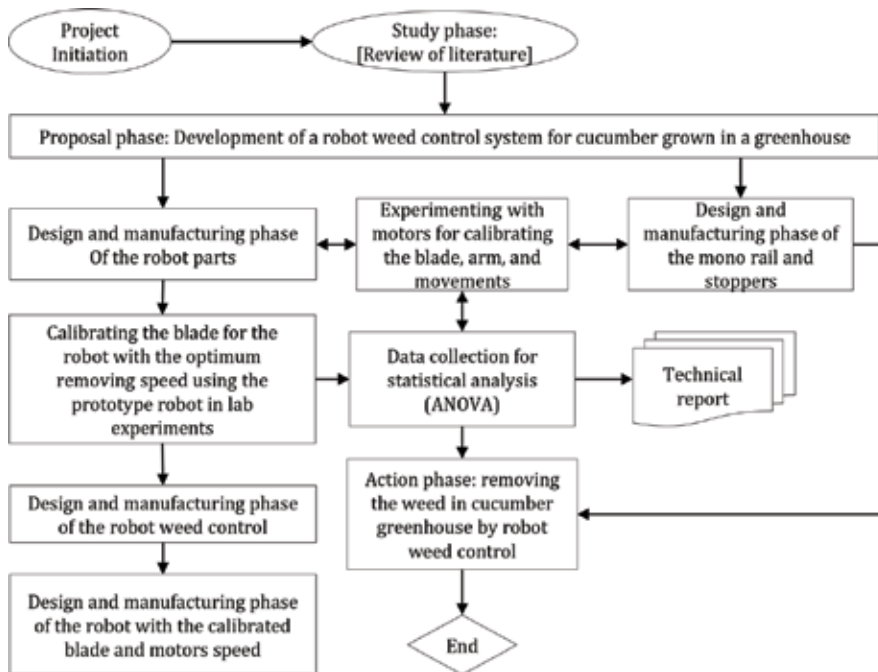 Project
Initiation
Study phase:
[Review of literature]
Proposal phase: Development of a robot weed control system for cucumber grown in a greenhouse
Design and manufacturing phase
Of the robot parts
Experimenting with
motors for calibrating
the blade, arm, and
movements
Design and
manufacturing phase of
the mono rail and
stoppers
Calibrating the blade for the
robot with the optimum
removing speed using the
prototype robot in lab
experiments
Data collection for
statistical analysis
(ANOVA)
Technical
report
Design and manufacturing phase
of the robot weed control
Action phase: removing
the weed in cucumber
greenhouse by robot
weed control
Design and manufacturing phase
of the robot with the calibrated
blade and motors speed
End